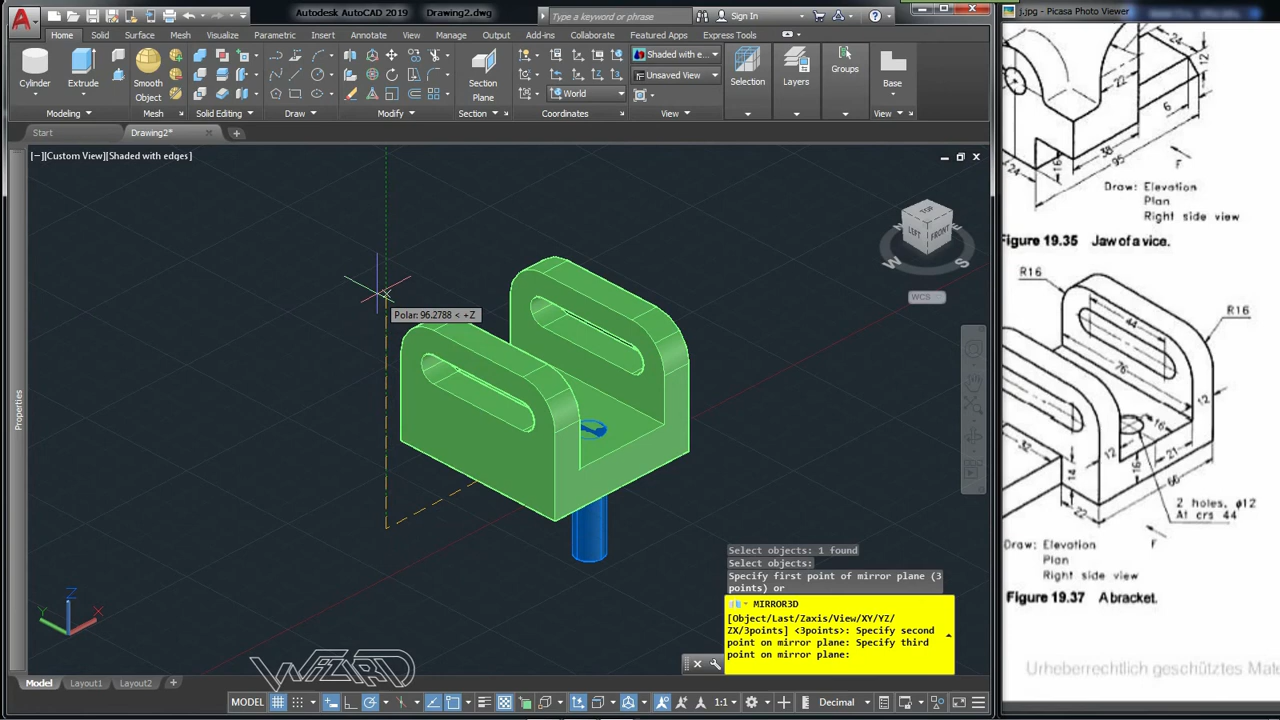 Autodesk AutoCAD 2019 Drawing2.dwg
Type a keyword or phrase
Sign In
j.jpg - Picasa Photo Viewer
Home Solid Surface Mesh Visualize Parametric Insert Annotate View Manage Output Add-ins Collaborate Featured Apps Express Tools
Cylinder
Extrude
Smooth
Object
Section
Plane
Shaded with e...
Unsaved View
World
Selection
Layers
Groups
Base
Modeling
Mesh
Solid Editing
Draw
Modify
Section
Coordinates
View
View
Start
Drawing2*
[−][Custom View][Shaded with edges]
TOP
LEFT
FRONT
W
S
WCS
Polar: 96.2788 < +Z
Properties
Z
Y
X
Select objects: 1 found
Select objects:
Specify first point of mirror plane (3
points) or
MIRROR3D
[Object/Last/Zaxis/View/XY/YZ/
ZX/3points] <3points>: Specify second
point on mirror plane: Specify third
point on mirror plane:
WIZARD
Model
Layout1
Layout2
MODEL
1:1
Decimal
24
12
22
6
38
95
16
24
F
Draw: Elevation
Plan
Right side view
Figure 19.35 Jaw of a vice.
R16
R16
44
76
12
16
32
12
21
14
16
66
22
2 holes, ø12
At crs 44
F
Draw: Elevation
Plan
Right side view
Figure 19.37 A bracket.
Urheberrechtlich geschütztes Mate